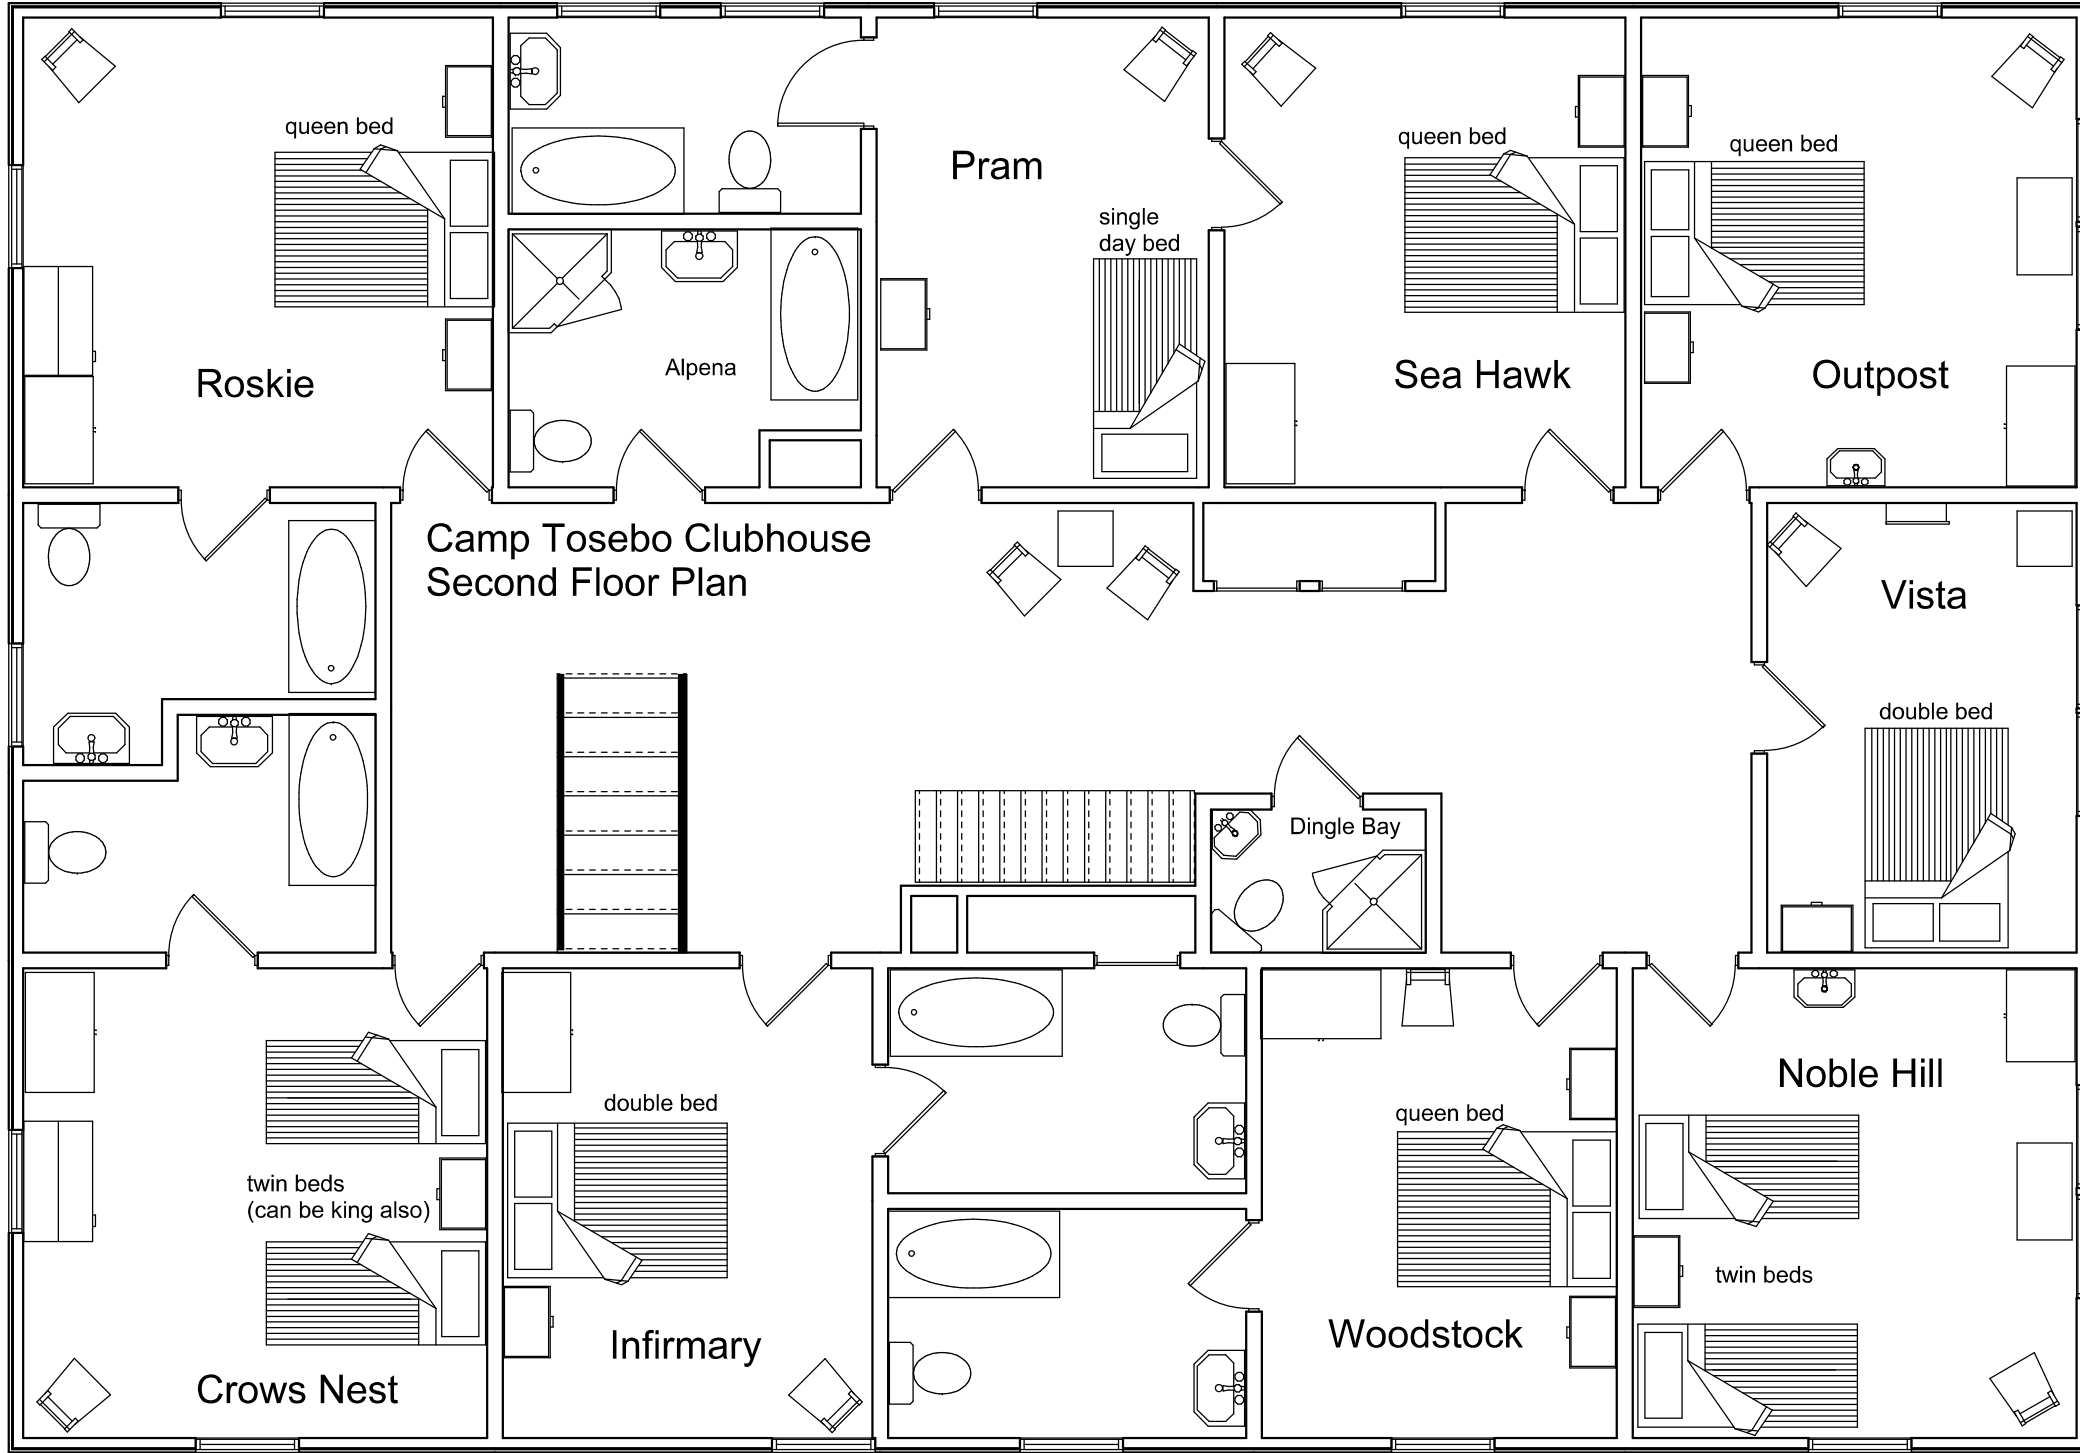 queen bed
Roskie
Pram
single
day bed
Alpena
queen bed
Sea Hawk
queen bed
Outpost
Camp Tosebo Clubhouse
Second Floor Plan
Vista
double bed
Dingle Bay
twin beds
(can be king also)
Crows Nest
double bed
Infirmary
queen bed
Woodstock
Noble Hill
twin beds